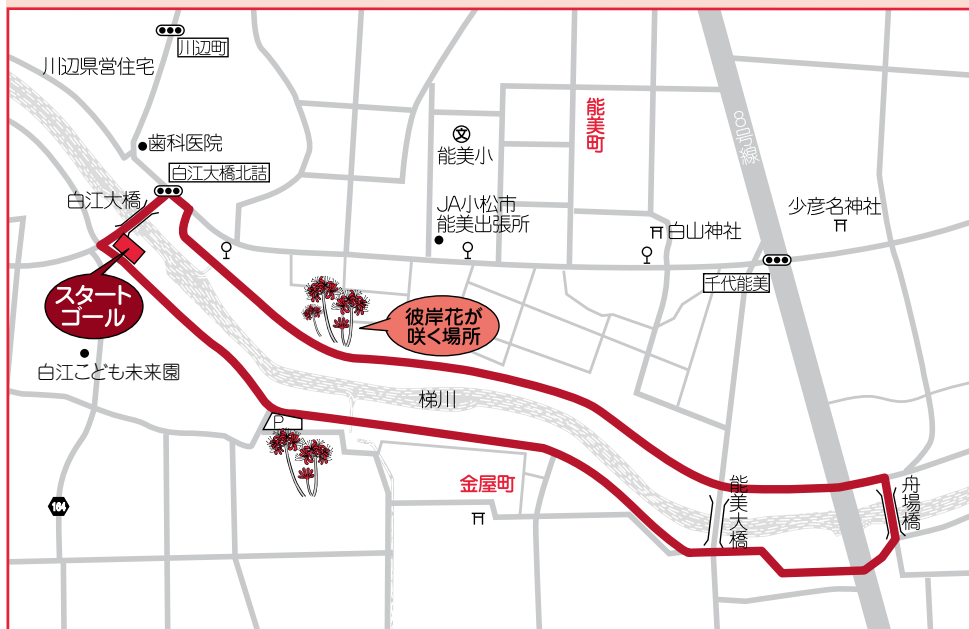 川辺町
川辺県営住宅
歯科医院
白江大橋北詰
白江大橋
スタート
ゴール
白江こども未来園
164
文
能美小
能美町
JA小松市
能美出張所
8号線
白山神社
少彦名神社
千代能美
彼岸花が
咲く場所
梯川
P
金屋町
能美大橋
舟場橋